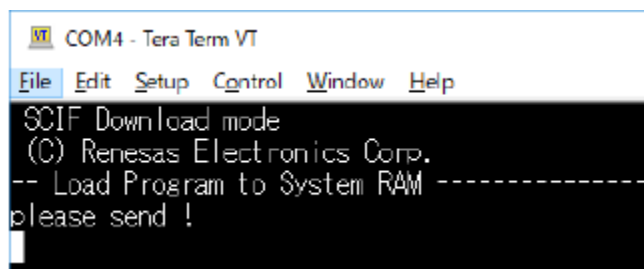 VT COM4 - Tera Term VT
File Edit Setup Control Window Help
SCIF Download mode
(C) Renesas Electronics Corp.
-- Load Program to System RAM ---------------
please send !